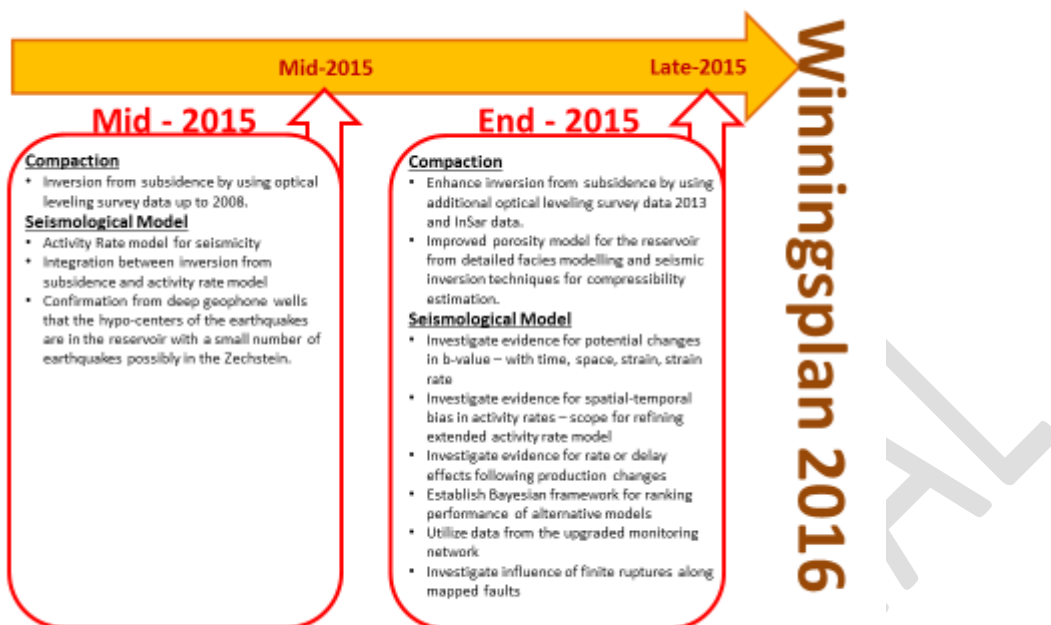 Mid-2015
Late-2015
Mid - 2015
Compaction
• Inversion from subsidence by using optical
leveling survey data up to 2008.
Seismological Model
• Activity Rate model for seismicity
• Integration between inversion from
subsidence and activity rate model
• Confirmation from deep geophone wells
that the hypo-centers of the earthquakes
are in the reservoir with a small number of
earthquakes possibly in the Zechstein.
End - 2015
Compaction
• Enhance inversion from subsidence by using
additional optical leveling survey data 2013
and InSar data.
• Improved porosity model for the reservoir
from detailed facies modelling and seismic
inversion techniques for compressibility
estimation.
Seismological Model
• Investigate evidence for potential changes
in b-value – with time, space, strain, strain
rate
• Investigate evidence for spatial-temporal
bias in activity rates – scope for refining
extended activity rate model
• Investigate evidence for rate or delay
effects following production changes
• Establish Bayesian framework for ranking
performance of alternative models
• Utilize data from the upgraded monitoring
network
• Investigate influence of finite ruptures along
mapped faults
Winningsplan 2016